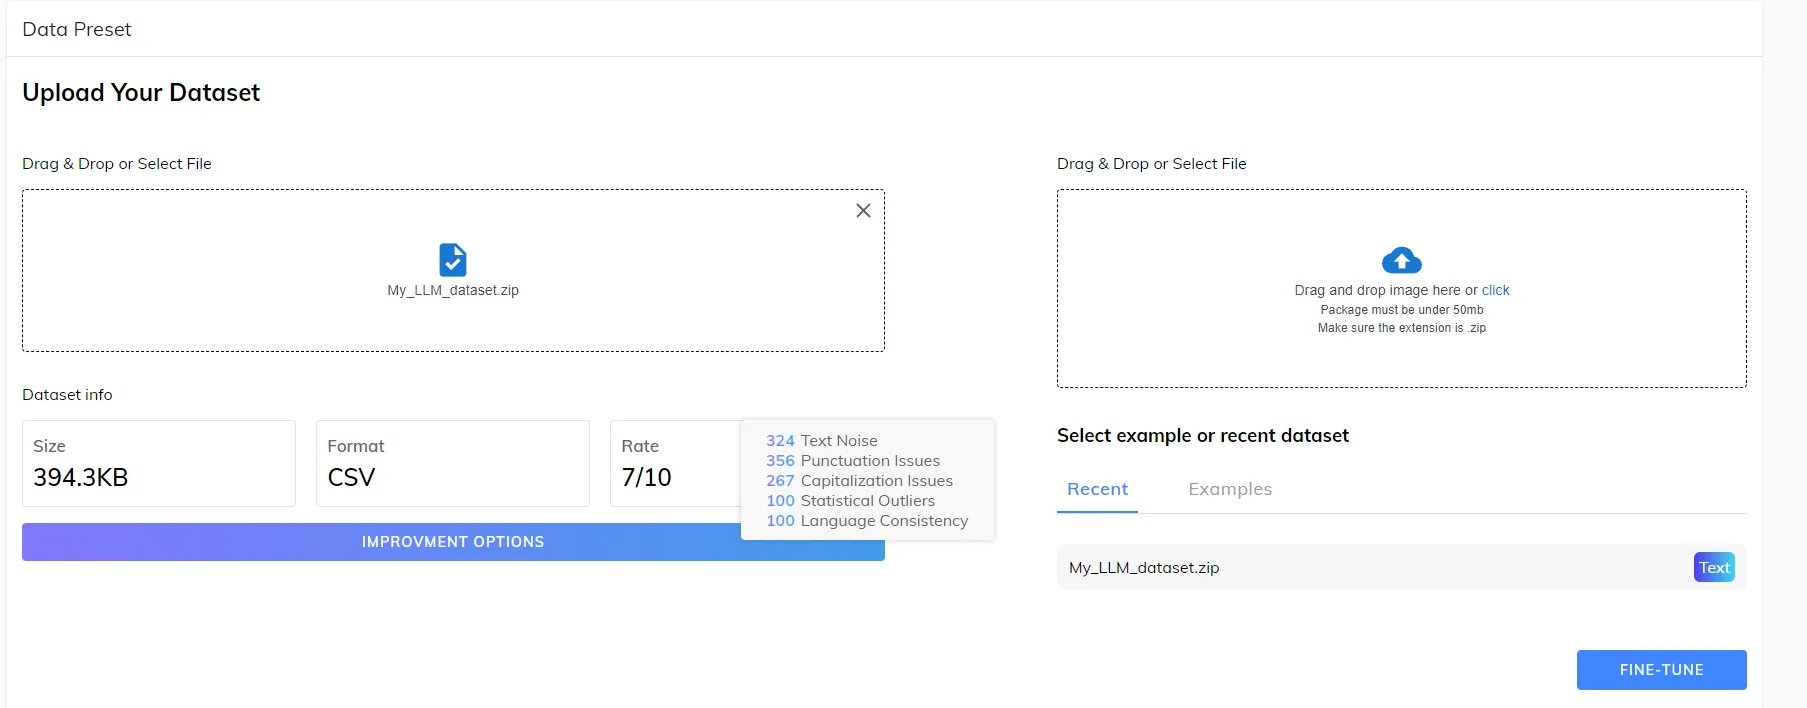 Data Preset
Upload Your Dataset
Drag & Drop or Select File
My_LLM_dataset.zip
Dataset info
Size
394.3KB
Format
CSV
Rate
7/10
324 Text Noise
356 Punctuation Issues
267 Capitalization Issues
100 Statistical Outliers
100 Language Consistency
IMPROVMENT OPTIONS
Drag & Drop or Select File
Drag and drop image here or click
Package must be under 50mb
Make sure the extension is .zip
Select example or recent dataset
Recent
Examples
My_LLM_dataset.zip
Text
FINE-TUNE